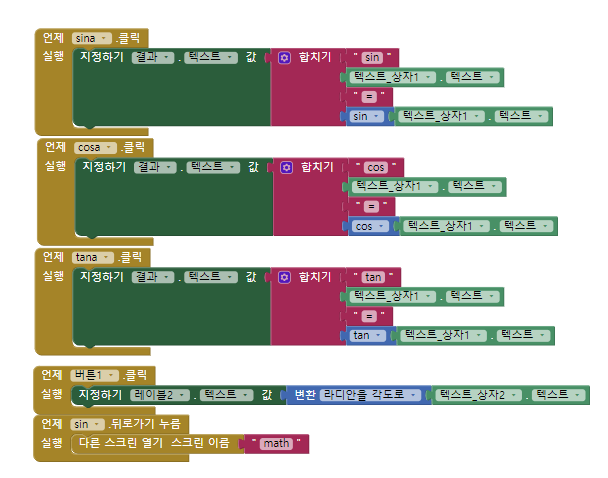 언제 sina .클릭
실행 지정하기 결과 . 텍스트 값 합치기 " sin "
텍스트_상자1 . 텍스트
" = "
sin 텍스트_상자1 . 텍스트
언제 cosa .클릭
실행 지정하기 결과 . 텍스트 값 합치기 " cos "
텍스트_상자1 . 텍스트
" = "
cos 텍스트_상자1 . 텍스트
언제 tana .클릭
실행 지정하기 결과 . 텍스트 값 합치기 " tan "
텍스트_상자1 . 텍스트
" = "
tan 텍스트_상자1 . 텍스트
언제 버튼1 .클릭
실행 지정하기 레이블2 . 텍스트 값 변환 라디안을 각도로 텍스트_상자2 . 텍스트
언제 sin .뒤로가기 누름
실행 다른 스크린 열기 스크린 이름 " math "